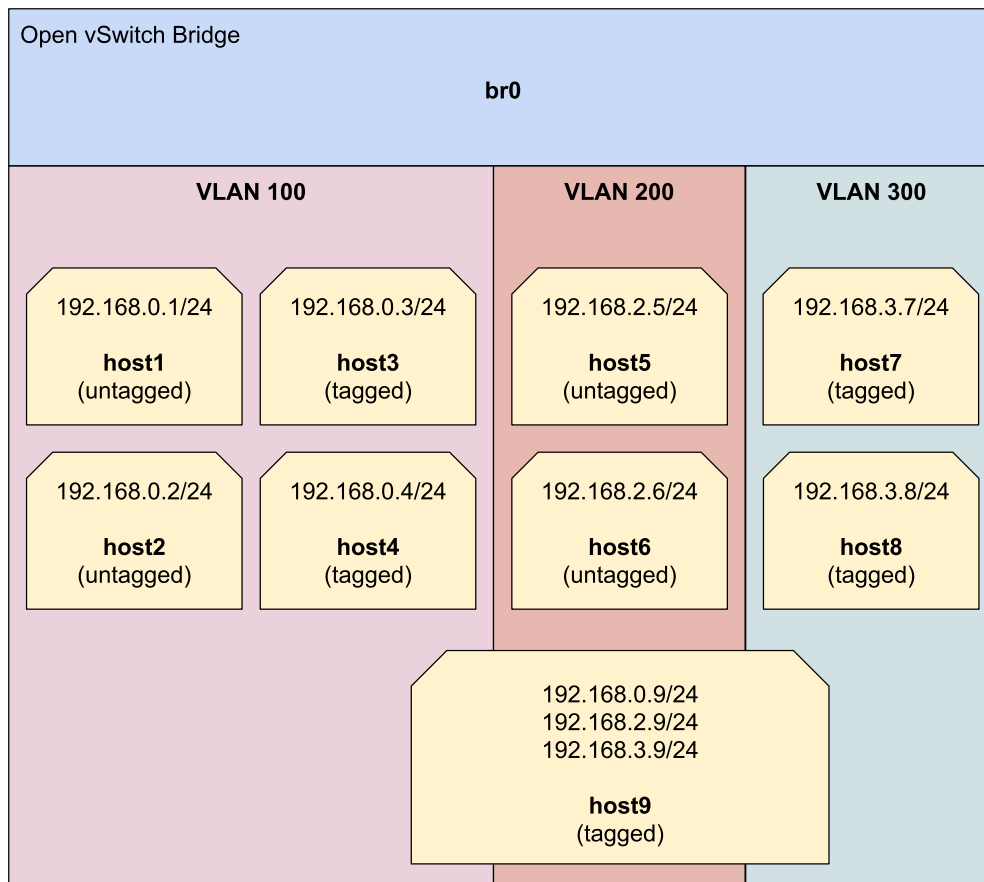 Open vSwitch Bridge
br0
VLAN 100
VLAN 200
VLAN 300
192.168.0.1/24
host1
(untagged)
192.168.0.3/24
host3
(tagged)
192.168.2.5/24
host5
(untagged)
192.168.3.7/24
host7
(tagged)
192.168.0.2/24
host2
(untagged)
192.168.0.4/24
host4
(tagged)
192.168.2.6/24
host6
(untagged)
192.168.3.8/24
host8
(tagged)
192.168.0.9/24
192.168.2.9/24
192.168.3.9/24
host9
(tagged)